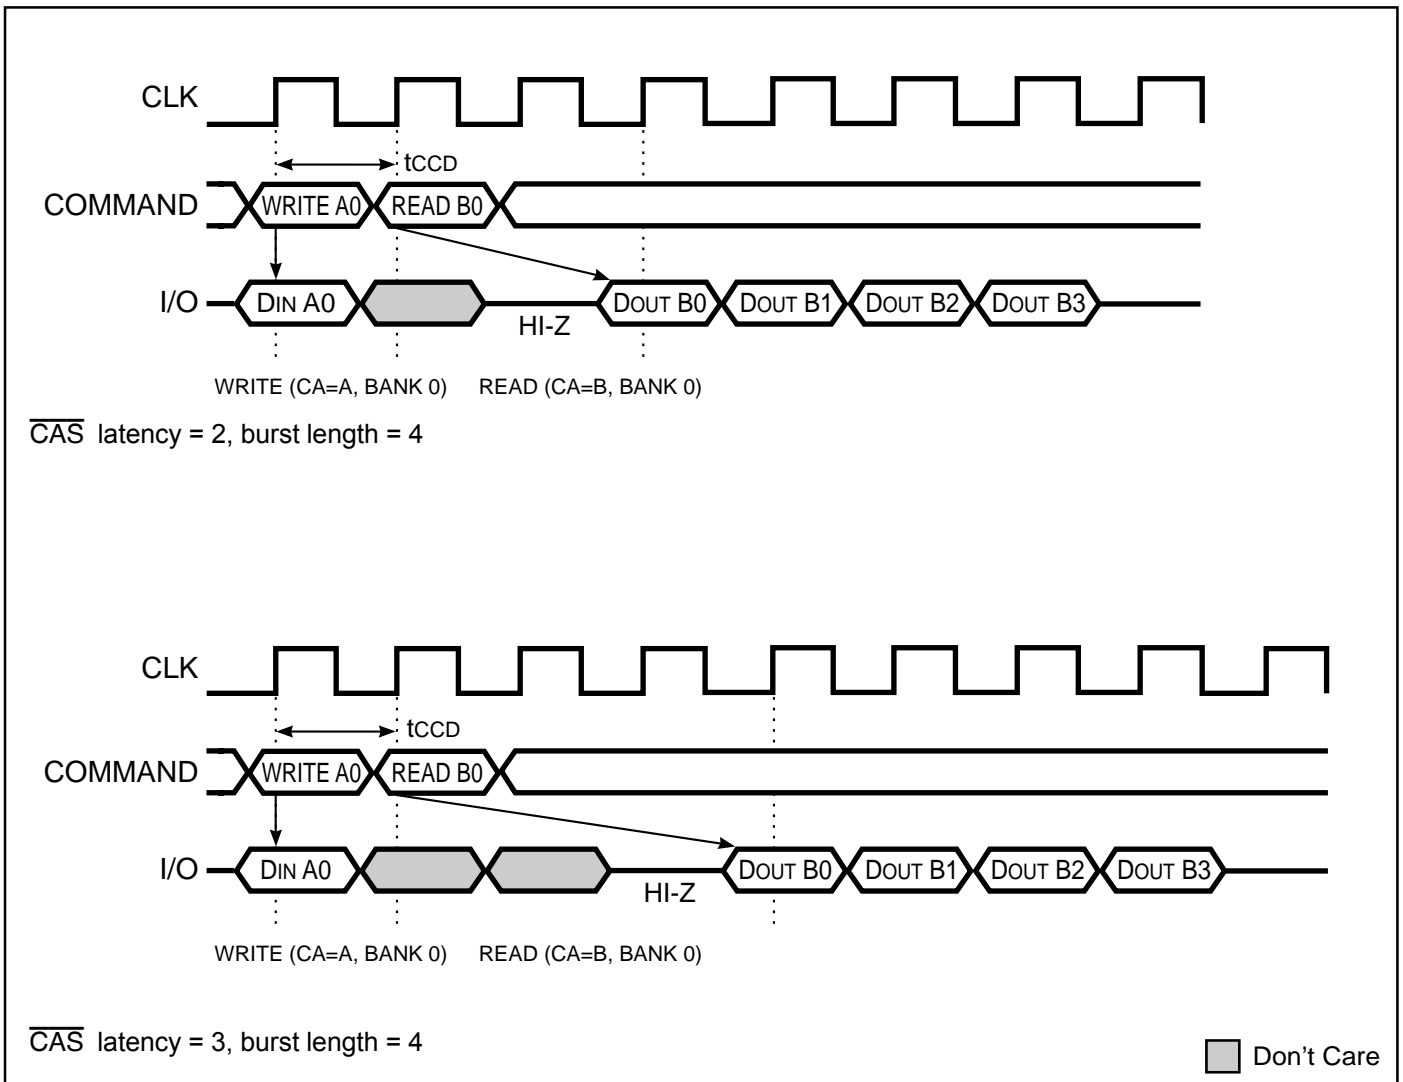 CLK
tCCD
COMMAND WRITE A0 READ B0
I/O DIN A0 DOUT B0 DOUT B1 DOUT B2 DOUT B3
HI-Z
WRITE (CA=A, BANK 0) READ (CA=B, BANK 0)
CAS latency = 2, burst length = 4
CLK
tCCD
COMMAND WRITE A0 READ B0
I/O DIN A0 DOUT B0 DOUT B1 DOUT B2 DOUT B3
HI-Z
WRITE (CA=A, BANK 0) READ (CA=B, BANK 0)
CAS latency = 3, burst length = 4
Don't Care